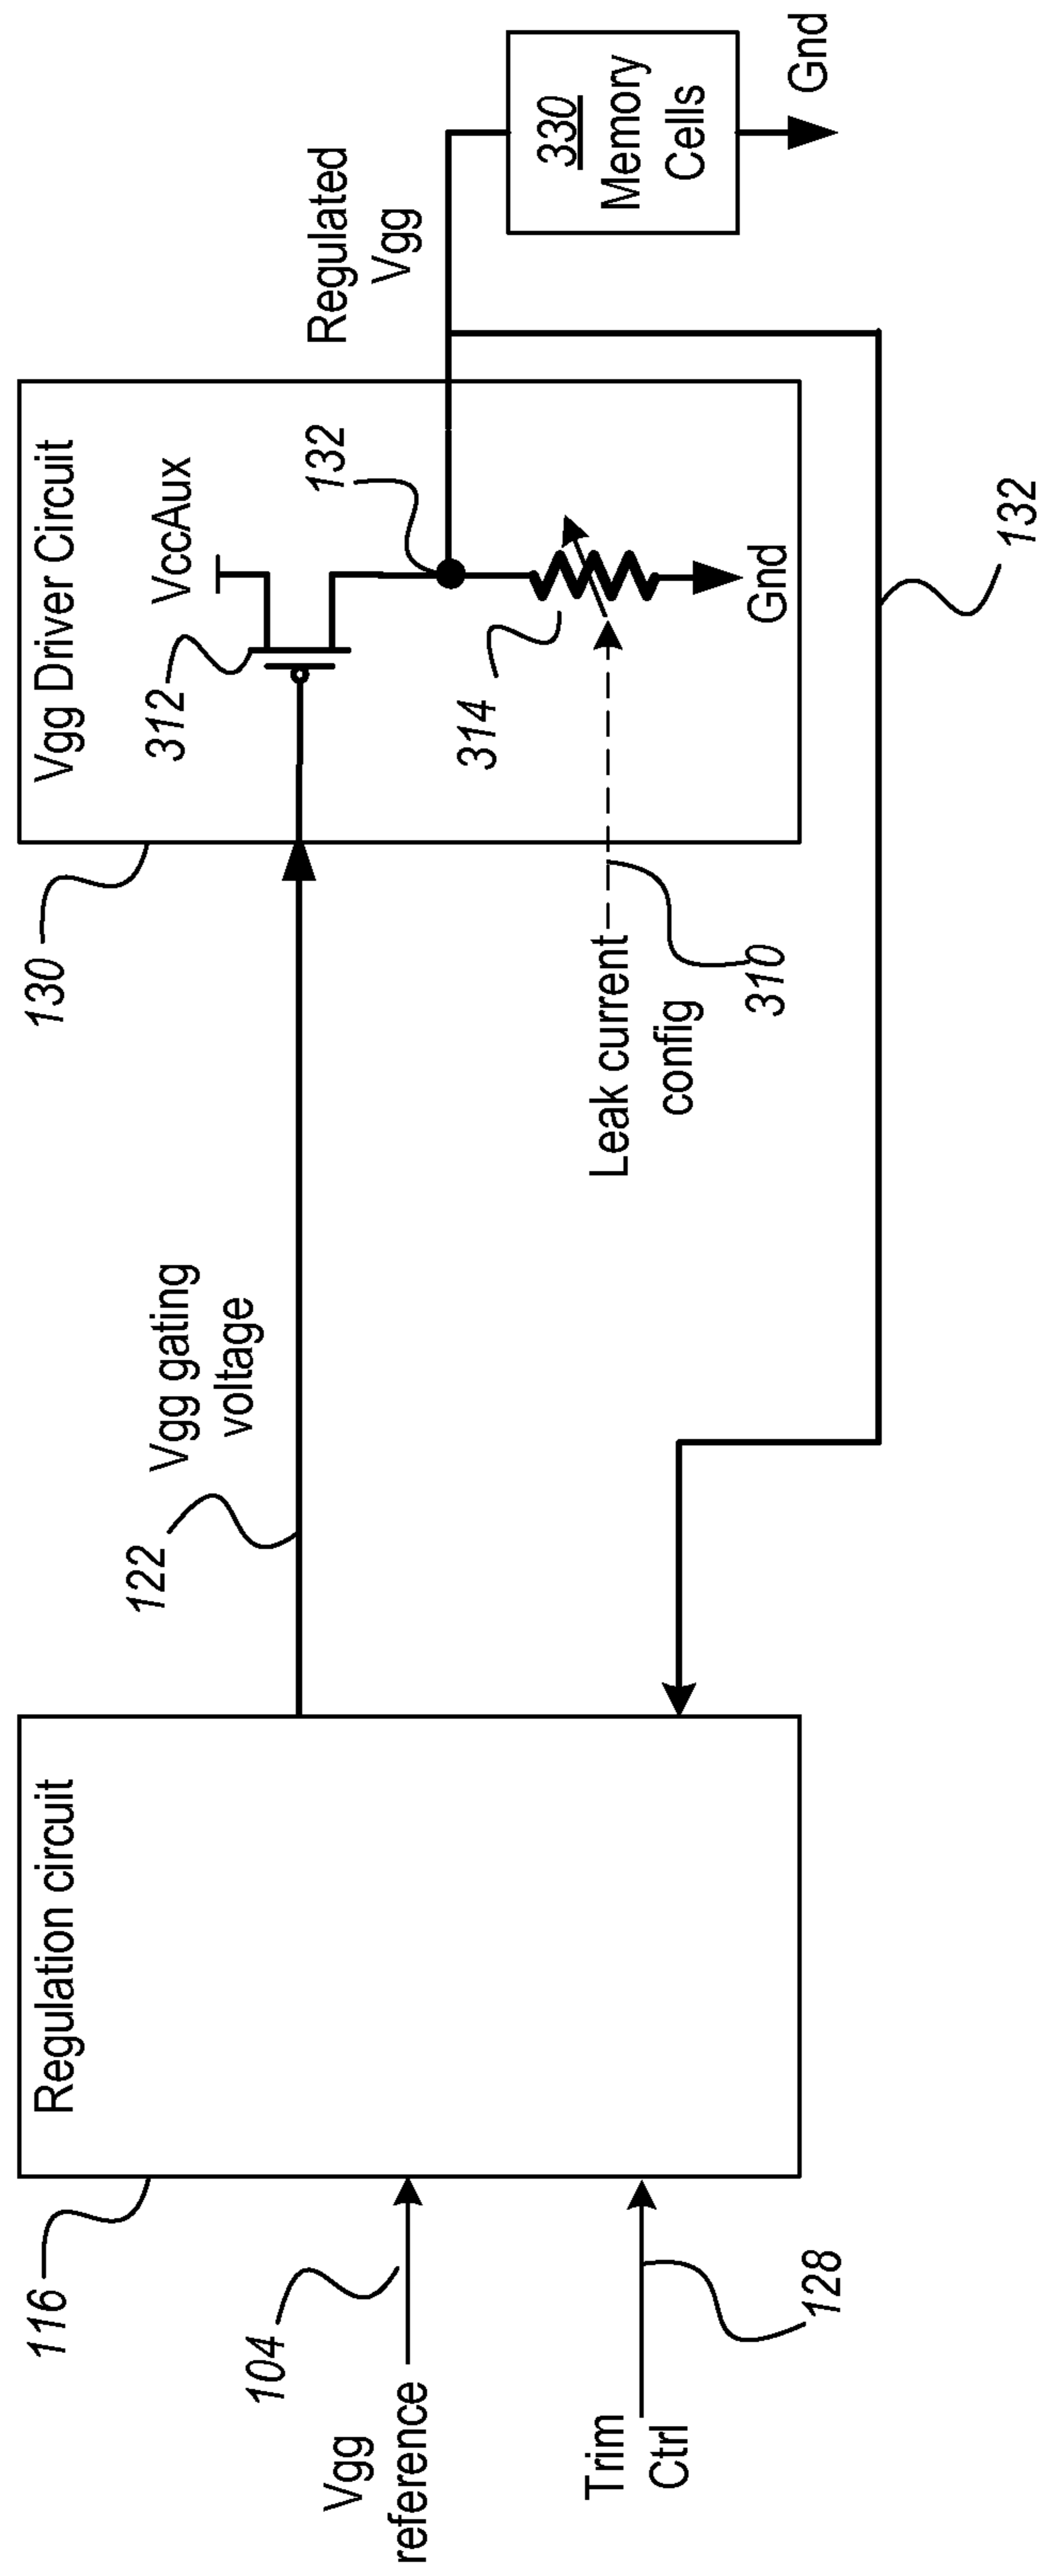 Regulation circuit
116
Vgg
reference
104
Trim
Ctrl
128
122
Vgg gating
voltage
Vgg Driver Circuit
130
312
VccAux
132
314
Gnd
Leak current
config
310
Regulated
Vgg
330
Memory
Cells
Gnd
132